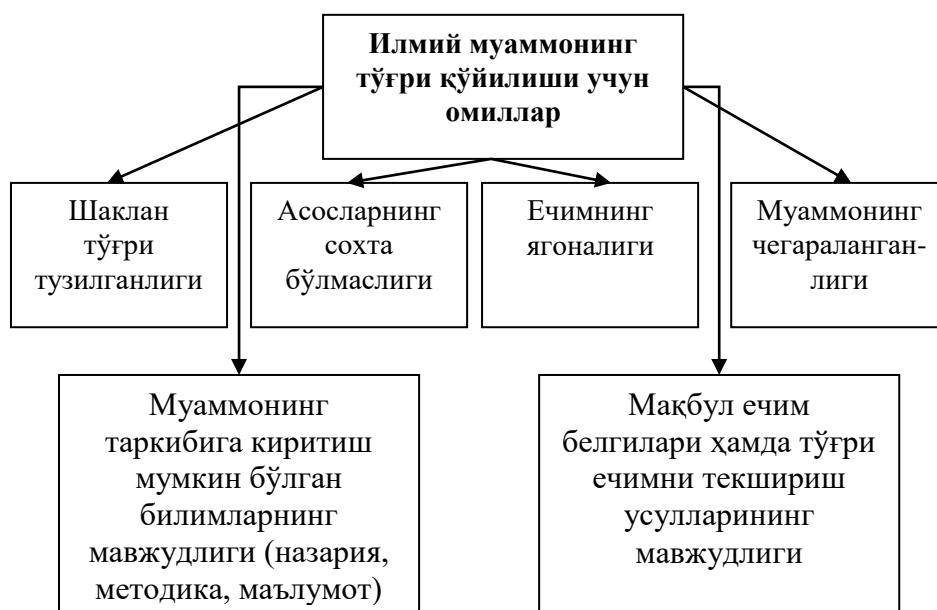 Илмий муаммонинг
тўғри қўйилиши учун
омиллар
Шаклан
тўғри
тузилганлиги
Асосларнинг
сохта
бўлмаслиги
Ечимнинг
ягоналиги
Муаммонинг
чегараланган-
лиги
Муаммонинг
таркибига киритиш
мумкин бўлган
билимларнинг
мавжудлиги (назария,
методика, маълумот)
Мақбул ечим
белгилари ҳамда тўғри
ечимни текшириш
усулларининг
мавжудлиги